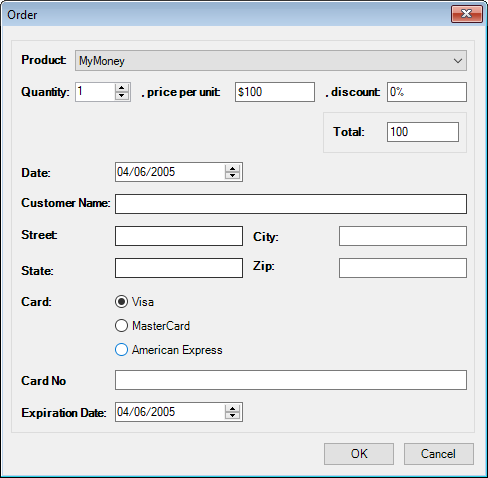 Order
Product: MyMoney
Quantity: 1 , price per unit: $100 , discount: 0%
Total: 100
Date: 04/06/2005
Customer Name:
Street: City:
State: Zip:
Card: Visa
MasterCard
American Express
Card No
Expiration Date: 04/06/2005
OK Cancel